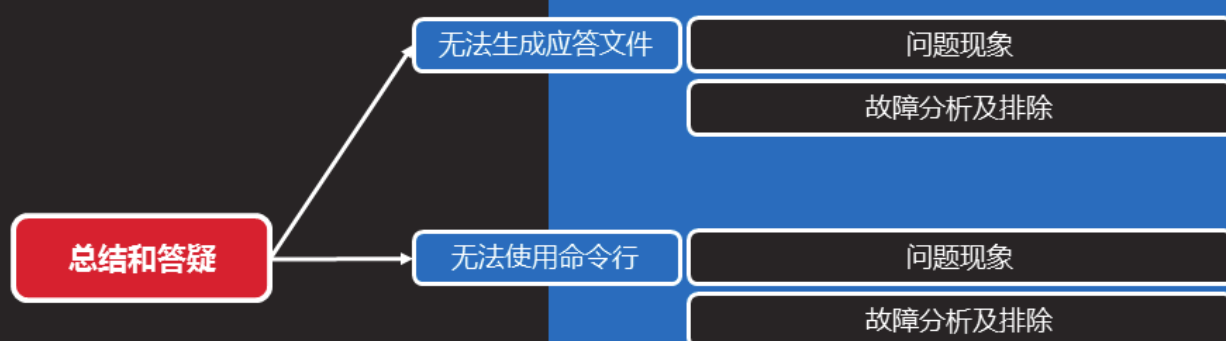 无法生成应答文件
问题现象
故障分析及排除
总结和答疑
无法使用命令行
问题现象
故障分析及排除